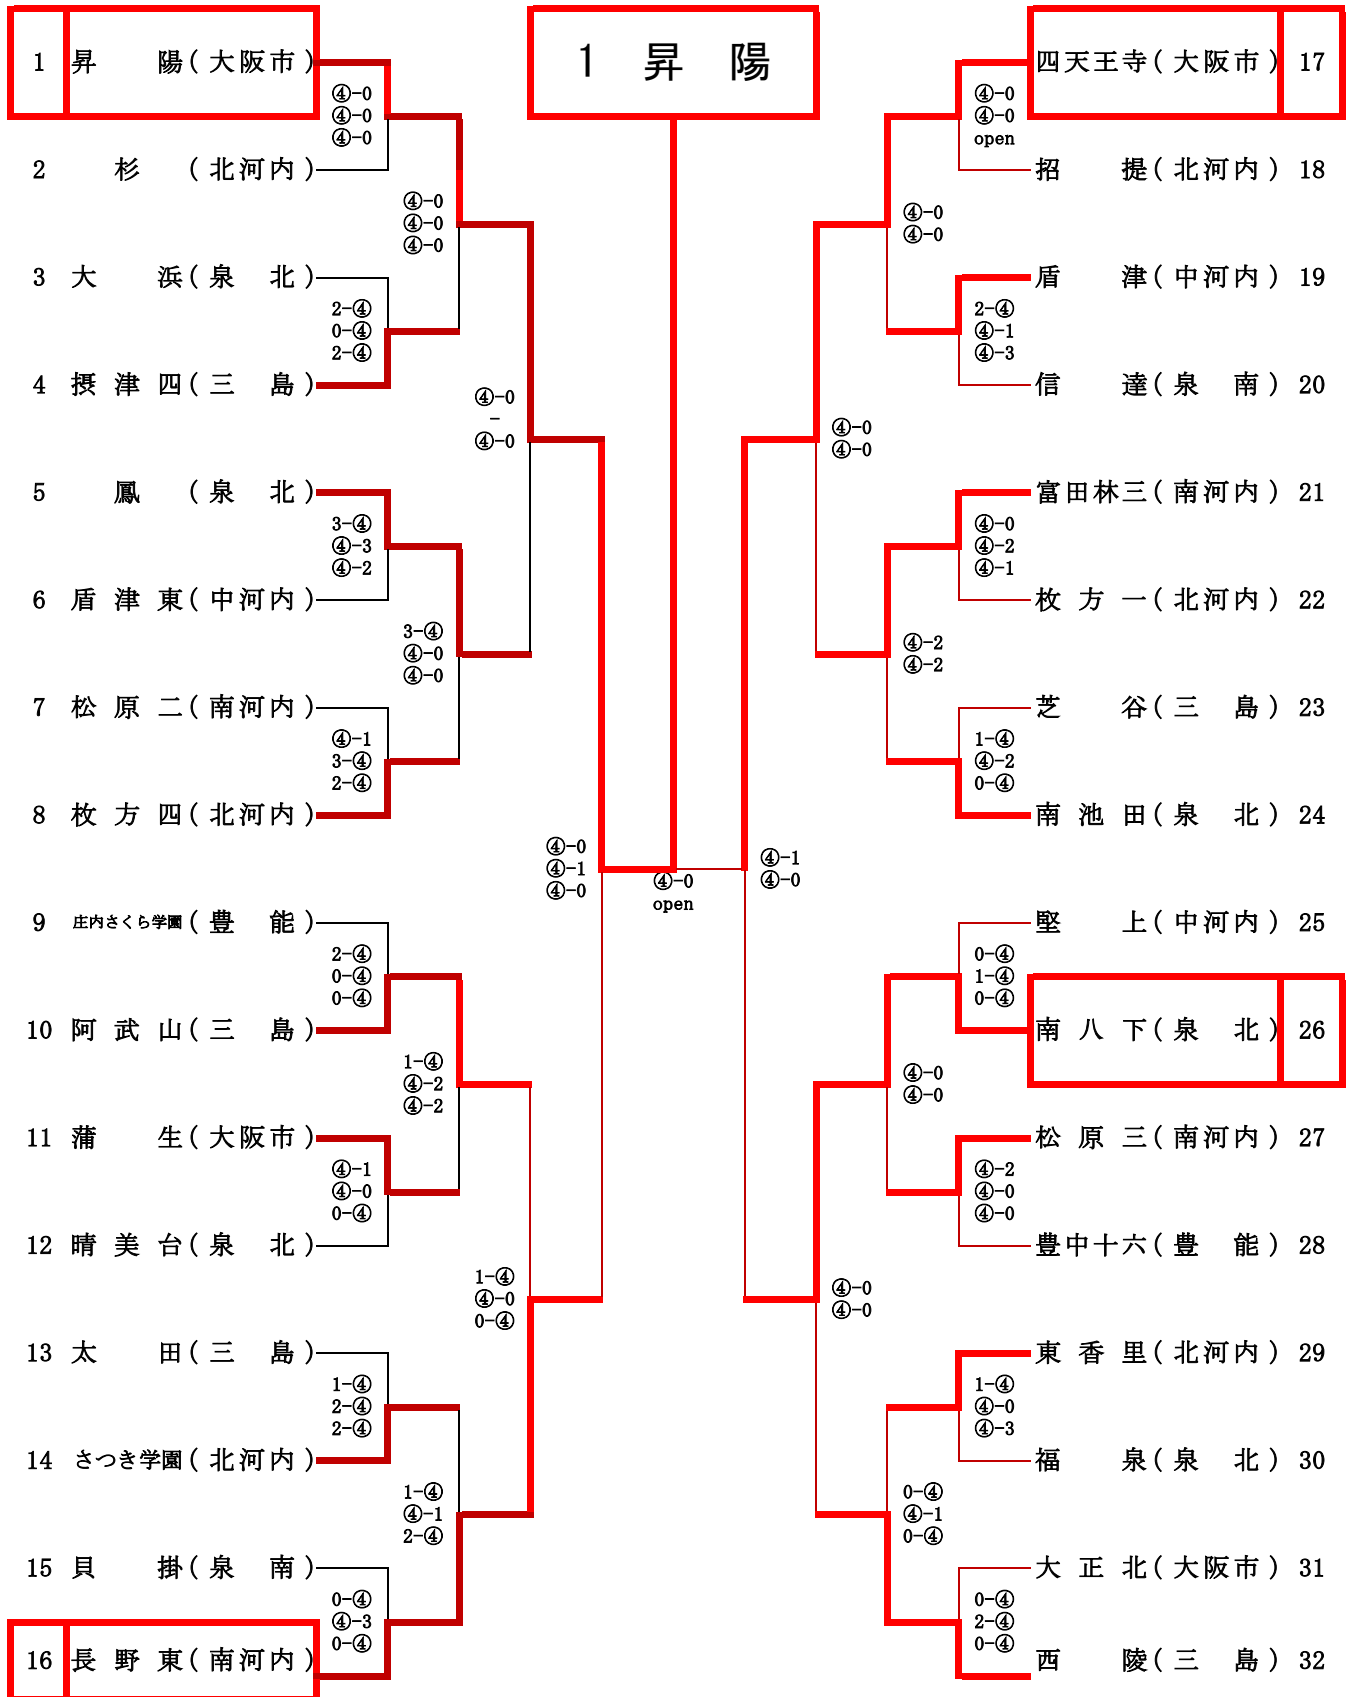 1 昇 陽
1 昇 陽(大阪市)
④-0
④-0
④-0
2 杉 (北河内)
④-0
④-0
④-0
3 大 浜(泉 北)
2-④
0-④
2-④
4 摂 津 四(三 島)
④-0
-
④-0
5 鳳 (泉 北)
3-④
④-3
④-2
6 盾 津 東(中河内)
3-④
④-0
④-0
7 松 原 二(南河内)
④-1
3-④
2-④
8 枚 方 四(北河内)
④-0
④-1
④-0
9 庄内さくら学園(豊 能)
2-④
0-④
0-④
10 阿 武 山(三 島)
1-④
④-2
④-2
11 蒲 生(大阪市)
④-1
④-0
0-④
12 晴 美 台(泉 北)
1-④
④-0
0-④
13 太 田(三 島)
1-④
2-④
2-④
14 さつき学園(北河内)
1-④
④-1
2-④
15 貝 掛(泉 南)
0-④
④-3
0-④
16 長 野 東(南河内)
④-0
open
四天王寺(大阪市) 17
④-0
④-0
open
招 提(北河内) 18
④-0
④-0
盾 津(中河内) 19
2-④
④-1
④-3
信 達(泉 南) 20
④-0
④-0
富田林三(南河内) 21
④-0
④-2
④-1
枚 方 一(北河内) 22
④-2
④-2
芝 谷(三 島) 23
1-④
④-2
0-④
南 池 田(泉 北) 24
④-1
④-0
堅 上(中河内) 25
0-④
1-④
0-④
南 八 下(泉 北) 26
④-0
④-0
松 原 三(南河内) 27
④-2
④-0
④-0
豊中十六(豊 能) 28
④-0
④-0
東 香 里(北河内) 29
1-④
④-0
④-3
福 泉(泉 北) 30
0-④
④-1
0-④
大 正 北(大阪市) 31
0-④
2-④
0-④
西 陵(三 島) 32